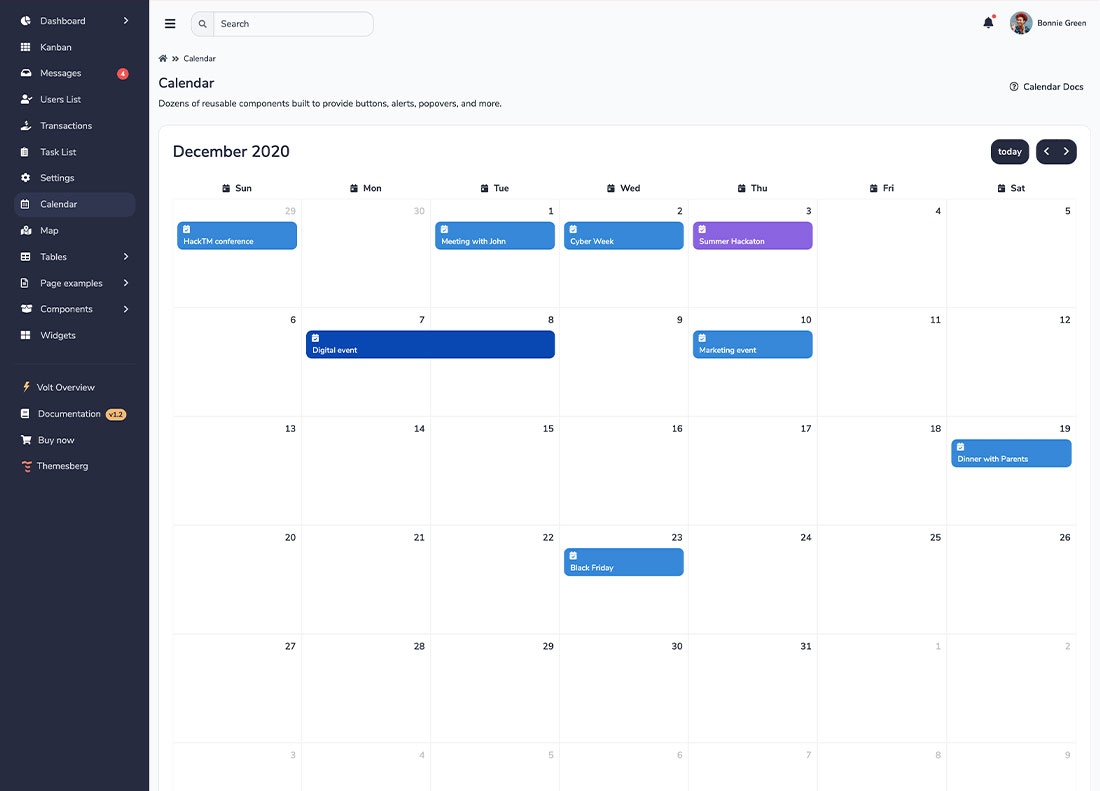 Dashboard
Kanban
Messages 4
Users List
Transactions
Task List
Settings
Calendar
Map
Tables
Page examples
Components
Widgets
Volt Overview
Documentation v1.2
Buy now
Themesberg
Search
Bonnie Green
Calendar
Calendar
Dozens of reusable components built to provide buttons, alerts, popovers, and more.
Calendar Docs
December 2020
today
Sun Mon Tue Wed Thu Fri Sat
29 30 1 2 3 4 5
HackTM conference Meeting with John Cyber Week Summer Hackaton
6 7 8 9 10 11 12
Digital event Marketing event
13 14 15 16 17 18 19
Dinner with Parents
20 21 22 23 24 25 26
Black Friday
27 28 29 30 31 1 2
3 4 5 6 7 8 9